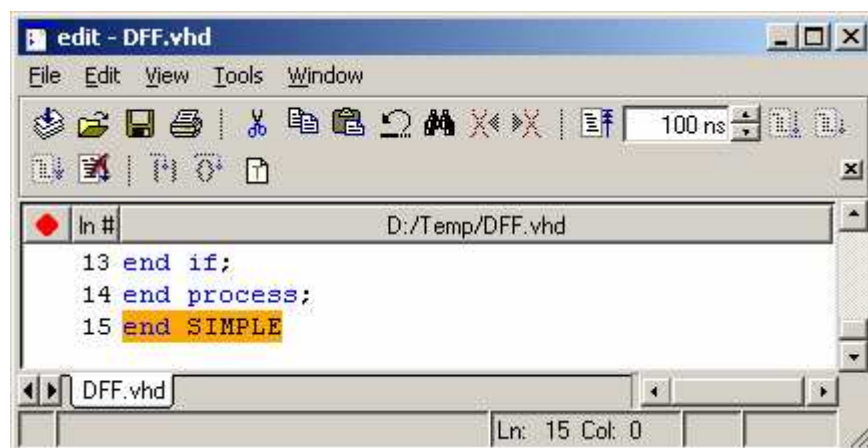 edit - DFF.vhd
File Edit View Tools Window
100 ns
ln # D:/Temp/DFF.vhd
13 end if;
14 end process;
15 end SIMPLE
DFF.vhd
Ln: 15 Col: 0